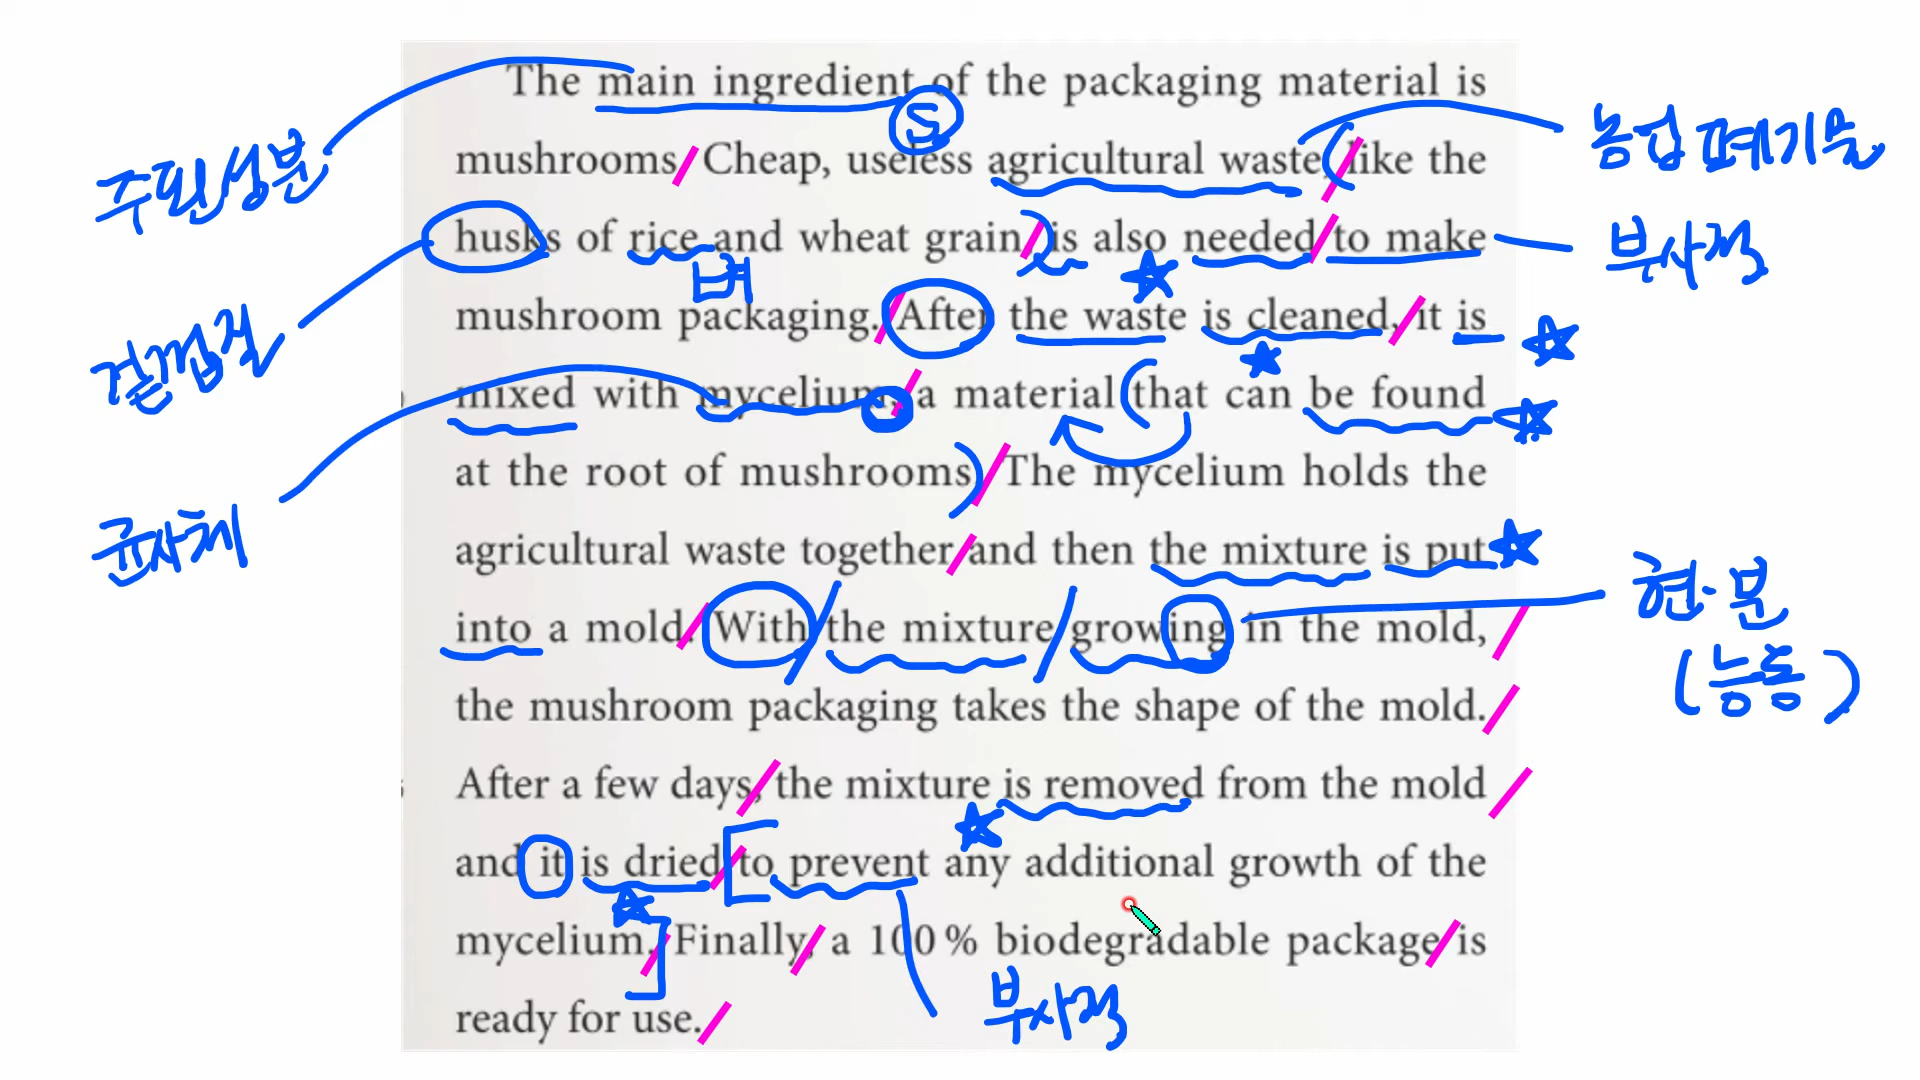 The main ingredient of the packaging material is
S
mushrooms. Cheap, useless agricultural waste, like the
husks of rice and wheat grain, is also needed to make
벼
mushroom packaging. After the waste is cleaned, it is
mixed with mycelium, a material that can be found
at the root of mushrooms. The mycelium holds the
agricultural waste together and then the mixture is put
into a mold. With the mixture growing in the mold,
the mushroom packaging takes the shape of the mold.
After a few days, the mixture is removed from the mold
and it is dried to prevent any additional growth of the
mycelium. Finally, a 100 % biodegradable package is
ready for use.
주된 성분
겉껍질
균사체
농업 폐기물
부사적
현·분
(능동)
부사적